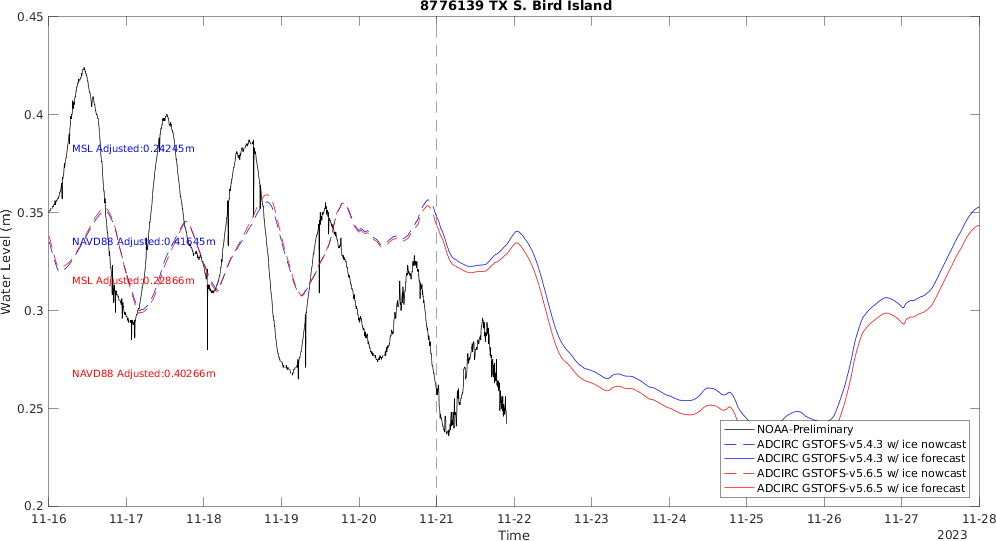 8776139 TX S. Bird Island
0.45
0.4
0.35
0.3
0.25
0.2
Water Level (m)
MSL Adjusted:0.24245m
NAVD88 Adjusted:0.41645m
MSL Adjusted:0.22866m
NAVD88 Adjusted:0.40266m
NOAA-Preliminary
ADCIRC GSTOFS-v5.4.3 w/ ice nowcast
ADCIRC GSTOFS-v5.4.3 w/ ice forecast
ADCIRC GSTOFS-v5.6.5 w/ ice nowcast
ADCIRC GSTOFS-v5.6.5 w/ ice forecast
11-16 11-17 11-18 11-19 11-20 11-21 11-22 11-23 11-24 11-25 11-26 11-27 11-28
Time
2023